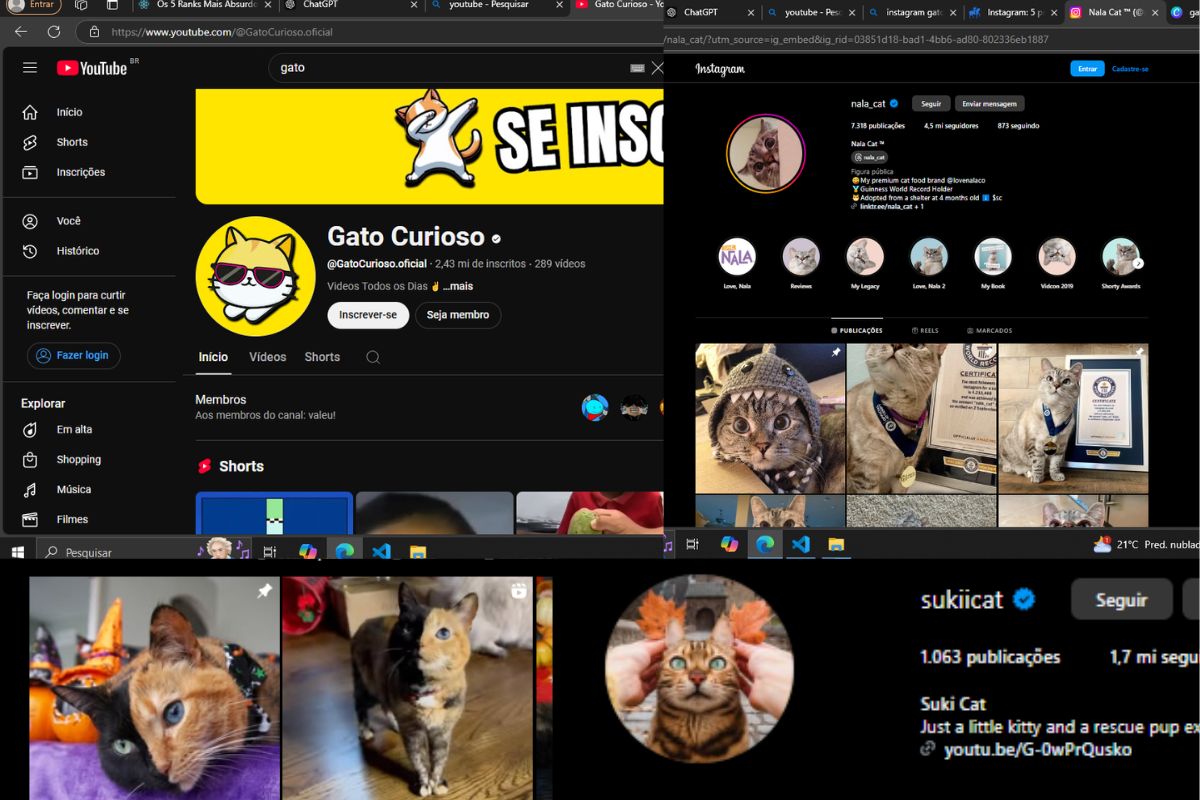 Entrar
Os 5 Ranks Mais Absurdo
ChatGPT
youtube - Pesquisar
Gato Curioso - Yo
https://www.youtube.com/@GatoCurioso.oficial
YouTube BR
gato
Início
Shorts
Inscrições
Você
Histórico
Faça login para curtir
vídeos, comentar e se
inscrever.
Fazer login
Explorar
Em alta
Shopping
Música
Filmes
SE INSC
Gato Curioso
@GatoCurioso.oficial · 2,43 mi de inscritos · 289 vídeos
Videos Todos os Dias ✌ ...mais
Inscrever-se
Seja membro
Início Vídeos Shorts
Membros
Aos membros do canal: valeu!
Shorts
Pesquisar
ChatGPT
youtube - Pesc
instagram gat
Instagram: 5 p
Nala Cat ™ (@
ga
/nala_cat/?utm_source=ig_embed&ig_rid=03851d18-bad1-4bb6-ad80-802336eb1887
Instagram
Entrar
Cadastre-se
nala_cat
Seguir
Enviar mensagem
7.318 publicações 4,5 mi seguidores 873 seguindo
Nala Cat ™
nala_cat
Figura pública
My premium cat food brand @lovenalaco
Guinness World Record Holder
Adopted from a shelter at 4 months old $sc
linktr.ee/nala_cat + 1
NALA
Love, Nala
Reviews
My Legacy
Love, Nala 2
My Book
Vidcon 2019
Shorty Awards
PUBLICAÇÕES
REELS
MARCADOS
CERTIFICA
CERTIFICATE
21°C Pred. nublad
sukiicat
Seguir
1.063 publicações 1,7 mi segu
Suki Cat
Just a little kitty and a rescue pup ex
youtu.be/G-0wPrQusko